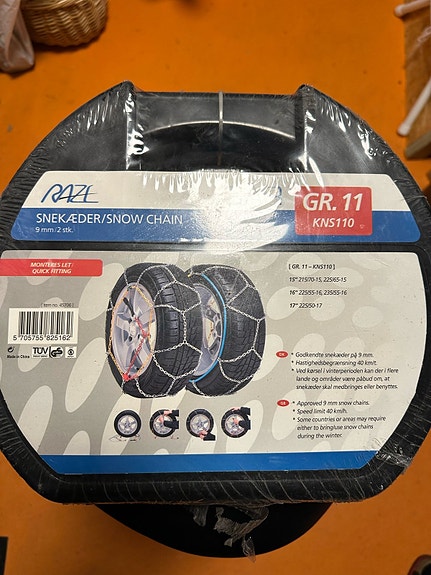 RAZE
GR. 11
KNS110
SNEKÆDER/SNOW CHAIN
9 mm /2 stk.
MONTERES LET/
QUICK FITTING
[ GR. 11 – KNS110 ]
15" 215/70-15, 225/65-15
16" 225/55-16, 235/55-16
17" 225/50-17
5 705755 825162
Made in China
TÜV
GS
DK
• Godkendte snekæder på 9 mm.
• Hastighedsbegrænsning 40 km/t.
• Ved kørsel i vinterperioden kan der i flere
lande og områder være påbud om, at
snekæder skal medbringes eller benyttes.
GB
• Approved 9 mm snow chains.
• Speed limit 40 km/h.
• Some countries or areas may require
either to bring/use snow chains
during the winter.